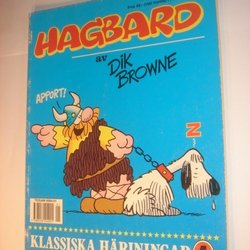 HAGBARD
av DIK
BROWNE
APPORT!
Z
KLASSISKA HÄRJNINGAR